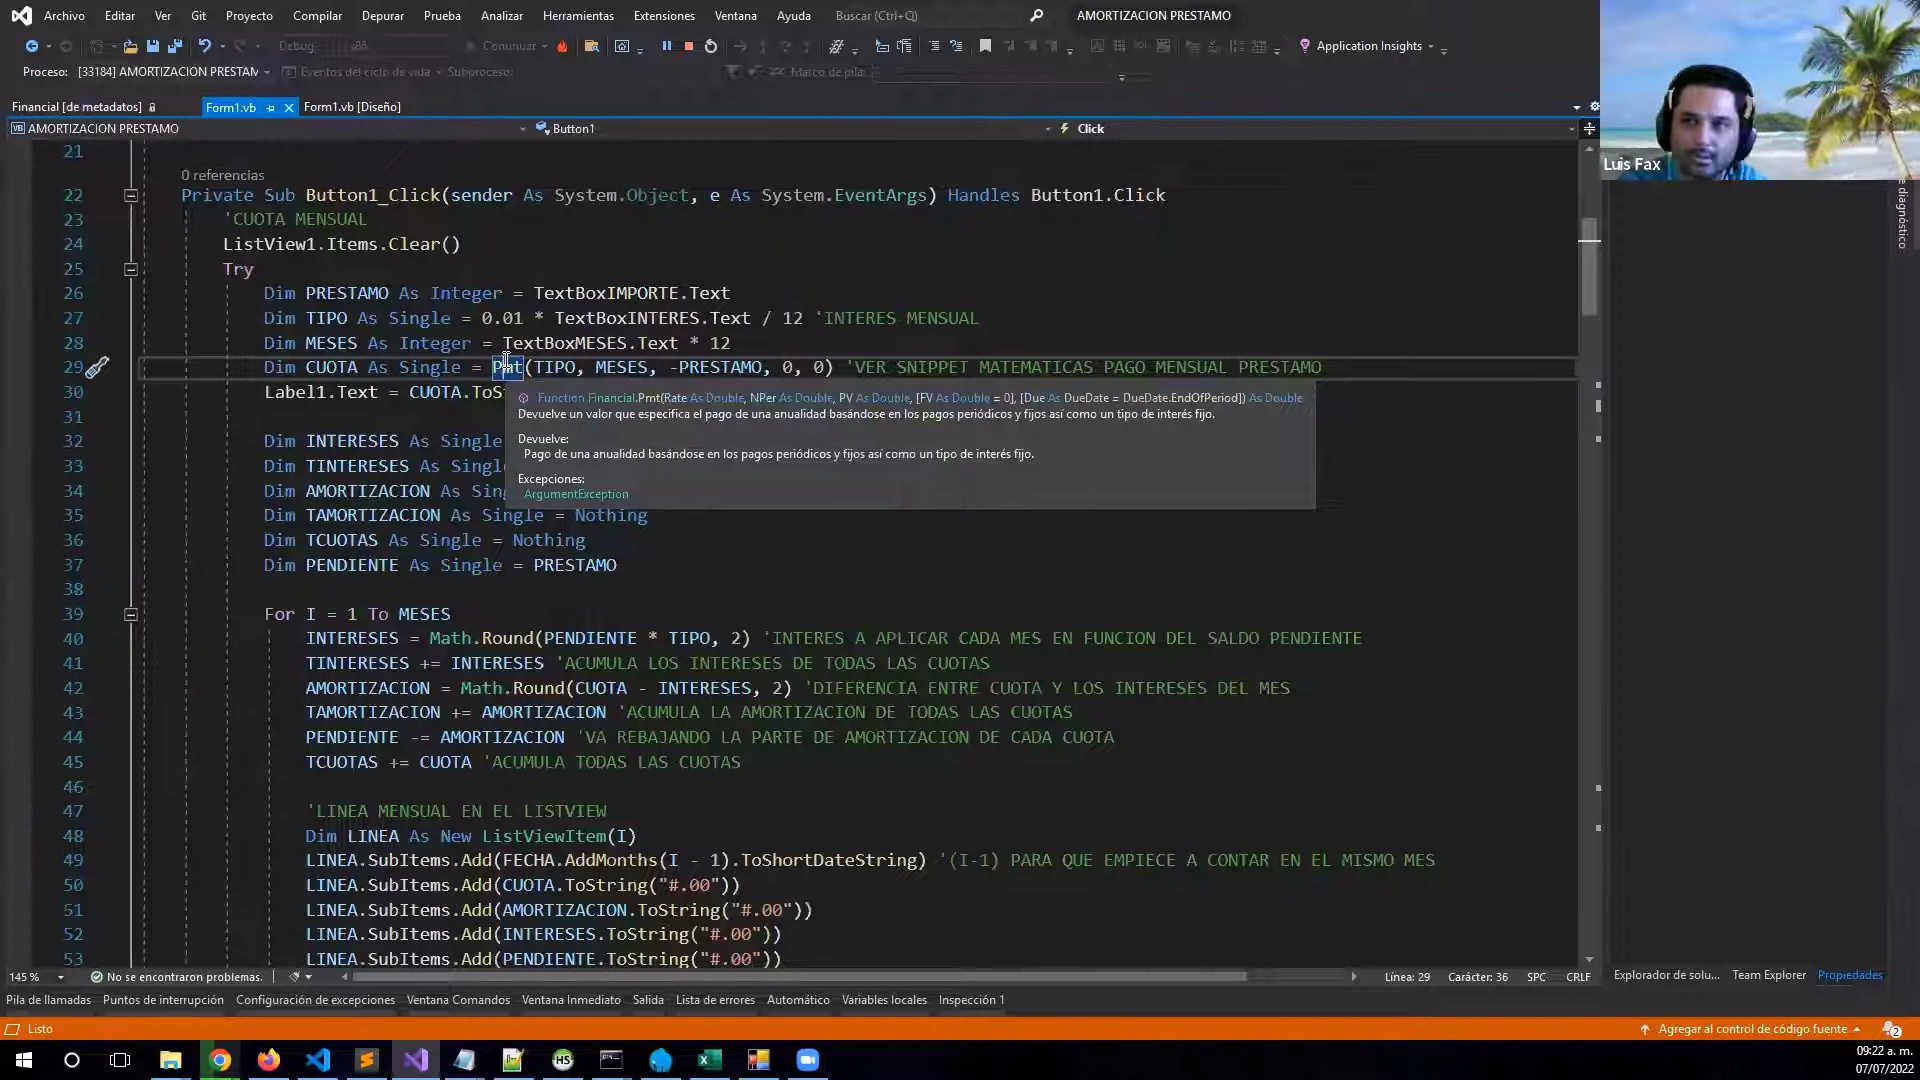 Archivo Editar Ver Git Proyecto Compilar Depurar Prueba Analizar Herramientas Extensiones Ventana Ayuda Buscar (Ctrl+Q) AMORTIZACION PRESTAMO
Debug x86 Continuar Application Insights
Proceso: [33184] AMORTIZACION PRESTAM Eventos del ciclo de vida Subproceso: Marco de pila:
Financial [de metadatos] Form1.vb Form1.vb [Diseño]
VB AMORTIZACION PRESTAMO Button1 Click
Luis Fax
de diagnóstico
21
0 referencias
22 Private Sub Button1_Click(sender As System.Object, e As System.EventArgs) Handles Button1.Click
23 'CUOTA MENSUAL
24 ListView1.Items.Clear()
25 Try
26 Dim PRESTAMO As Integer = TextBoxIMPORTE.Text
27 Dim TIPO As Single = 0.01 * TextBoxINTERES.Text / 12 'INTERES MENSUAL
28 Dim MESES As Integer = TextBoxMESES.Text * 12
29 Dim CUOTA As Single = Pmt(TIPO, MESES, -PRESTAMO, 0, 0) 'VER SNIPPET MATEMATICAS PAGO MENSUAL PRESTAMO
30 Label1.Text = CUOTA.ToSt
Function Financial.Pmt(Rate As Double, NPer As Double, PV As Double, [FV As Double = 0], [Due As DueDate = DueDate.EndOfPeriod]) As Double
Devuelve un valor que especifica el pago de una anualidad basándose en los pagos periódicos y fijos así como un tipo de interés fijo.
Devuelve:
Pago de una anualidad basándose en los pagos periódicos y fijos así como un tipo de interés fijo.
Excepciones:
ArgumentException
31
32 Dim INTERESES As Single
33 Dim TINTERESES As Single
34 Dim AMORTIZACION As Sing
35 Dim TAMORTIZACION As Single = Nothing
36 Dim TCUOTAS As Single = Nothing
37 Dim PENDIENTE As Single = PRESTAMO
38
39 For I = 1 To MESES
40 INTERESES = Math.Round(PENDIENTE * TIPO, 2) 'INTERES A APLICAR CADA MES EN FUNCION DEL SALDO PENDIENTE
41 TINTERESES += INTERESES 'ACUMULA LOS INTERESES DE TODAS LAS CUOTAS
42 AMORTIZACION = Math.Round(CUOTA - INTERESES, 2) 'DIFERENCIA ENTRE CUOTA Y LOS INTERESES DEL MES
43 TAMORTIZACION += AMORTIZACION 'ACUMULA LA AMORTIZACION DE TODAS LAS CUOTAS
44 PENDIENTE -= AMORTIZACION 'VA REBAJANDO LA PARTE DE AMORTIZACION DE CADA CUOTA
45 TCUOTAS += CUOTA 'ACUMULA TODAS LAS CUOTAS
46
47 'LINEA MENSUAL EN EL LISTVIEW
48 Dim LINEA As New ListViewItem(I)
49 LINEA.SubItems.Add(FECHA.AddMonths(I - 1).ToShortDateString) '(I-1) PARA QUE EMPIECE A CONTAR EN EL MISMO MES
50 LINEA.SubItems.Add(CUOTA.ToString("#.00"))
51 LINEA.SubItems.Add(AMORTIZACION.ToString("#.00"))
52 LINEA.SubItems.Add(INTERESES.ToString("#.00"))
53 LINEA.SubItems.Add(PENDIENTE.ToString("#.00"))
145 % No se encontraron problemas. Línea: 29 Carácter: 36 SPC CRLF
Explorador de solu... Team Explorer Propiedades
Pila de llamadas Puntos de interrupción Configuración de excepciones Ventana Comandos Ventana Inmediato Salida Lista de errores Automático Variables locales Inspección 1
Listo Agregar al control de código fuente 2
HS
09:22 a. m.
07/07/2022